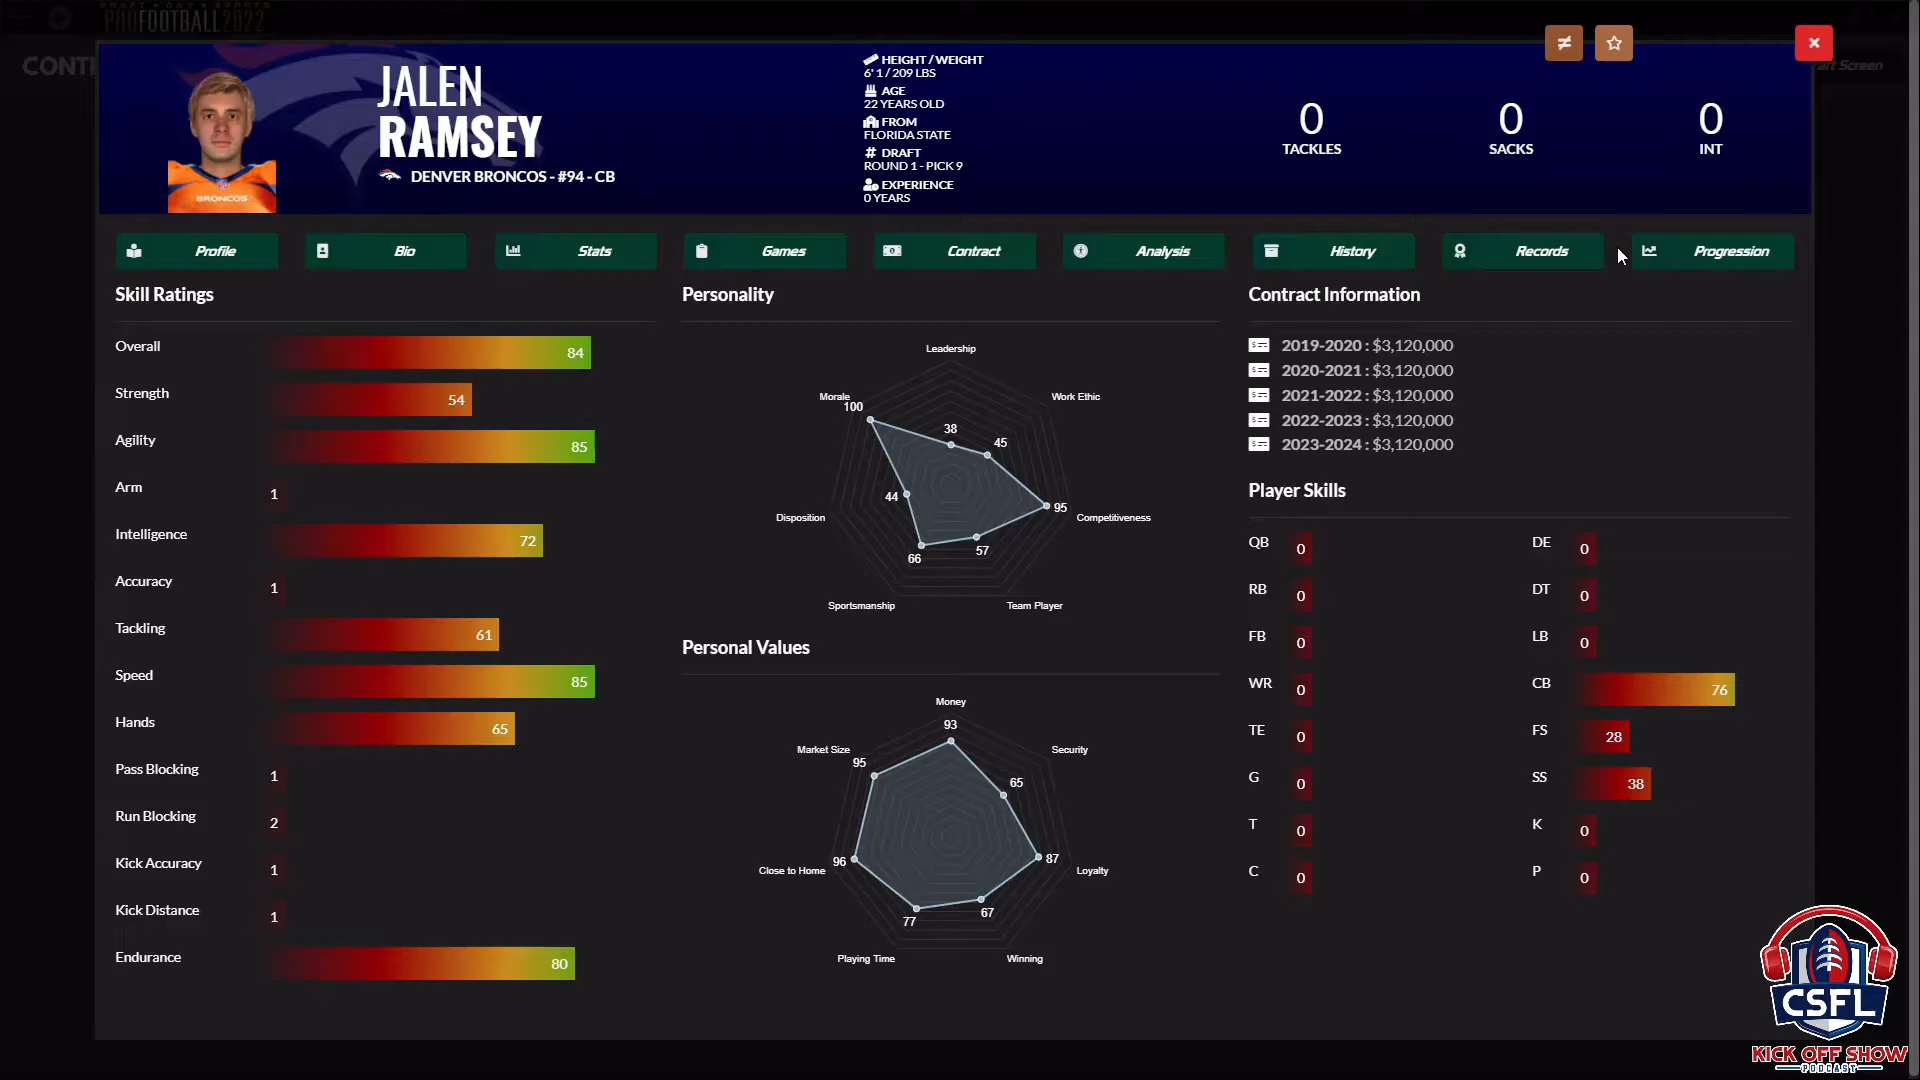 DRAFT DAY SPORTS
PROFOOTBALL2022
CONT
JALEN
RAMSEY
DENVER BRONCOS - #94 - CB
BRONCOS
HEIGHT / WEIGHT
6' 1 / 209 LBS
AGE
22 YEARS OLD
FROM
FLORIDA STATE
DRAFT
ROUND 1 - PICK 9
EXPERIENCE
0 YEARS
0
TACKLES
0
SACKS
0
INT
Screen
Profile
Bio
Stats
Games
Contract
Analysis
History
Records
Progression
Skill Ratings
Overall 84
Strength 54
Agility 85
Arm 1
Intelligence 72
Accuracy 1
Tackling 61
Speed 85
Hands 65
Pass Blocking 1
Run Blocking 2
Kick Accuracy 1
Kick Distance 1
Endurance 80
Personality
Leadership
38
Work Ethic
45
Competitiveness
95
Team Player
57
Sportsmanship
66
Disposition
44
Morale
100
Personal Values
Money
93
Security
65
Loyalty
87
Winning
67
Playing Time
77
Close to Home
96
Market Size
95
Contract Information
2019-2020 : $3,120,000
2020-2021 : $3,120,000
2021-2022 : $3,120,000
2022-2023 : $3,120,000
2023-2024 : $3,120,000
Player Skills
QB 0
RB 0
FB 0
WR 0
TE 0
G 0
T 0
C 0
DE 0
DT 0
LB 0
CB 76
FS 28
SS 38
K 0
P 0
CSFL
KICK OFF SHOW
PODCAST